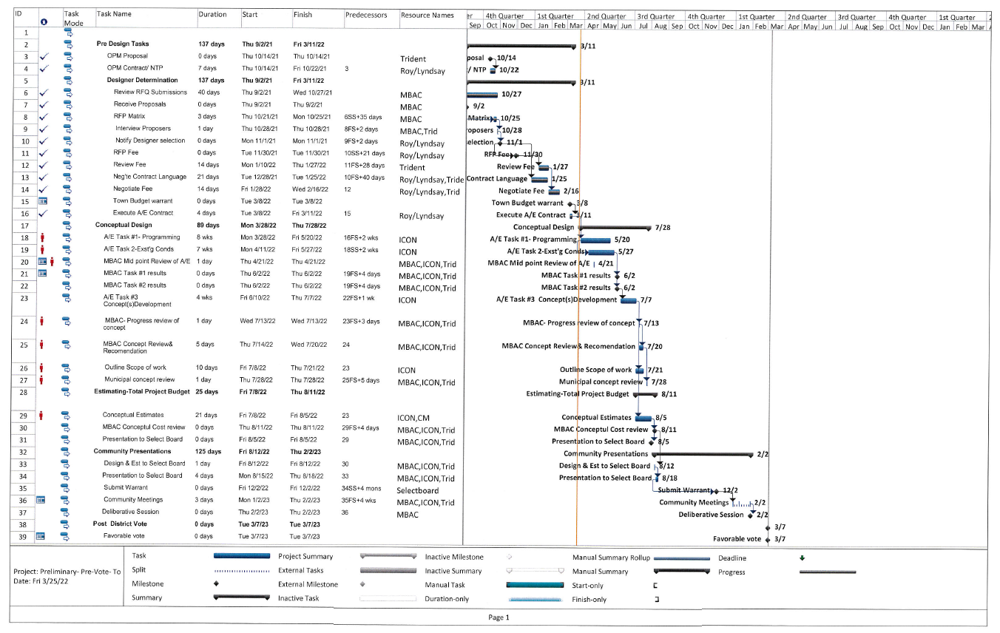 ID Task Mode Task Name Duration Start Finish Predecessors Resource Names
er 4th Quarter 1st Quarter 2nd Quarter 3rd Quarter 4th Quarter 1st Quarter 2nd Quarter 3rd Quarter 4th Quarter 1st Quarter 2
Sep Oct Nov Dec Jan Feb Mar Apr May Jun Jul Aug Sep Oct Nov Dec Jan Feb Mar Apr May Jun Jul Aug Sep Oct Nov Dec Jan Feb Mar
1
2 Pre Design Tasks 137 days Thu 9/2/21 Fri 3/11/22 3/11
3 OPM Proposal 0 days Thu 10/14/21 Thu 10/14/21 Trident posal 10/14
4 OPM Contract/ NTP 7 days Thu 10/14/21 Fri 10/22/21 3 Roy/Lyndsay / NTP 10/22
5 Designer Determination 137 days Thu 9/2/21 Fri 3/11/22 3/11
6 Review RFQ Submissions 40 days Thu 9/2/21 Wed 10/27/21 MBAC 10/27
7 Receive Proposals 0 days Thu 9/2/21 Thu 9/2/21 MBAC 9/2
8 RFP Matrix 3 days Thu 10/21/21 Mon 10/25/21 6SS+35 days MBAC Matrix 10/25
9 Interview Proposers 1 day Thu 10/28/21 Thu 10/28/21 8FS+2 days MBAC,Trid roposers 10/28
10 Notify Designer selection 0 days Mon 11/1/21 Mon 11/1/21 9FS+2 days Roy/Lyndsay selection 11/1
11 RFP Fee 0 days Tue 11/30/21 Tue 11/30/21 10SS+21 days Roy/Lyndsay RFP Fee 11/30
12 Review Fee 14 days Mon 1/10/22 Thu 1/27/22 11FS+28 days Trident Review Fee 1/27
13 Neg'te Contract Language 21 days Tue 12/28/21 Tue 1/25/22 10FS+40 days Roy/Lyndsay,Tride Contract Language 1/25
14 Negotiate Fee 14 days Fri 1/28/22 Wed 2/16/22 12 Roy/Lyndsay,Trid Negotiate Fee 2/16
15 Town Budget warrant 0 days Tue 3/8/22 Tue 3/8/22 Town Budget warrant 3/8
16 Execute A/E Contract 4 days Tue 3/8/22 Fri 3/11/22 15 Roy/Lyndsay Execute A/E Contract 3/11
17 Conceptual Design 89 days Mon 3/28/22 Thu 7/28/22 Conceptual Design 7/28
18 A/E Task #1- Programming 8 wks Mon 3/28/22 Fri 5/20/22 16FS+2 wks ICON A/E Task #1- Programming 5/20
19 A/E Task 2-Exst'g Conds 7 wks Mon 4/11/22 Fri 5/27/22 18SS+2 wks ICON A/E Task 2-Exst'g Conds 5/27
20 MBAC Mid point Review of A/E 1 day Thu 4/21/22 Thu 4/21/22 MBAC,ICON,Trid MBAC Mid point Review of A/E 4/21
21 MBAC Task #1 results 0 days Thu 6/2/22 Thu 6/2/22 19FS+4 days MBAC,ICON,Trid MBAC Task #1 results 6/2
22 MBAC Task #2 results 0 days Thu 6/2/22 Thu 6/2/22 19FS+4 days MBAC,ICON,Trid MBAC Task #2 results 6/2
23 A/E Task #3 Concept(s)Development 4 wks Fri 6/10/22 Thu 7/7/22 22FS+1 wk ICON A/E Task #3 Concept(s)Development 7/7
24 MBAC- Progress review of concept 1 day Wed 7/13/22 Wed 7/13/22 23FS+3 days MBAC,ICON,Trid MBAC- Progress review of concept 7/13
25 MBAC Concept Review& Recomendation 5 days Thu 7/14/22 Wed 7/20/22 24 MBAC,ICON,Trid MBAC Concept Review& Recomendation 7/20
26 Outline Scope of work 10 days Fri 7/8/22 Thu 7/21/22 23 ICON Outline Scope of work 7/21
27 Municipal concept review 1 day Thu 7/28/22 Thu 7/28/22 25FS+5 days MBAC,ICON,Trid Municipal concept review 7/28
28 Estimating-Total Project Budget 25 days Fri 7/8/22 Thu 8/11/22 Estimating-Total Project Budget 8/11
29 Conceptual Estimates 21 days Fri 7/8/22 Fri 8/5/22 23 ICON,CM Conceptual Estimates 8/5
30 MBAC Conceptul Cost review 0 days Thu 8/11/22 Thu 8/11/22 29FS+4 days MBAC,ICON,Trid MBAC Conceptul Cost review 8/11
31 Presentation to Select Board 0 days Fri 8/5/22 Fri 8/5/22 29 MBAC,ICON,Trid Presentation to Select Board 8/5
32 Community Presentations 125 days Fri 8/12/22 Thu 2/2/23 Community Presentations 2/2
33 Design & Est to Select Board 1 day Fri 8/12/22 Fri 8/12/22 30 MBAC,ICON,Trid Design & Est to Select Board 8/12
34 Presentation to Select Board 4 days Mon 8/15/22 Thu 8/18/22 33 MBAC,ICON,Trid Presentation to Select Board 8/18
35 Submit Warrant 0 days Fri 12/2/22 Fri 12/2/22 34SS+4 mons Selectboard Submit Warrant 12/2
36 Community Meetings 3 days Mon 1/2/23 Thu 2/2/23 35FS+4 wks MBAC,ICON,Trid Community Meetings 2/2
37 Deliberative Session 0 days Thu 2/2/23 Thu 2/2/23 36 MBAC Deliberative Session 2/2
38 Post District Vote 0 days Tue 3/7/23 Tue 3/7/23 3/7
39 Favorable vote 0 days Tue 3/7/23 Tue 3/7/23 Favorable vote 3/7
Project: Preliminary- Pre-Vote- To
Date: Fri 3/25/22
Task Project Summary Inactive Milestone Manual Summary Rollup Deadline
Split External Tasks Inactive Summary Manual Summary Progress
Milestone External Milestone Manual Task Start-only
Summary Inactive Task Duration-only Finish-only
Page 1